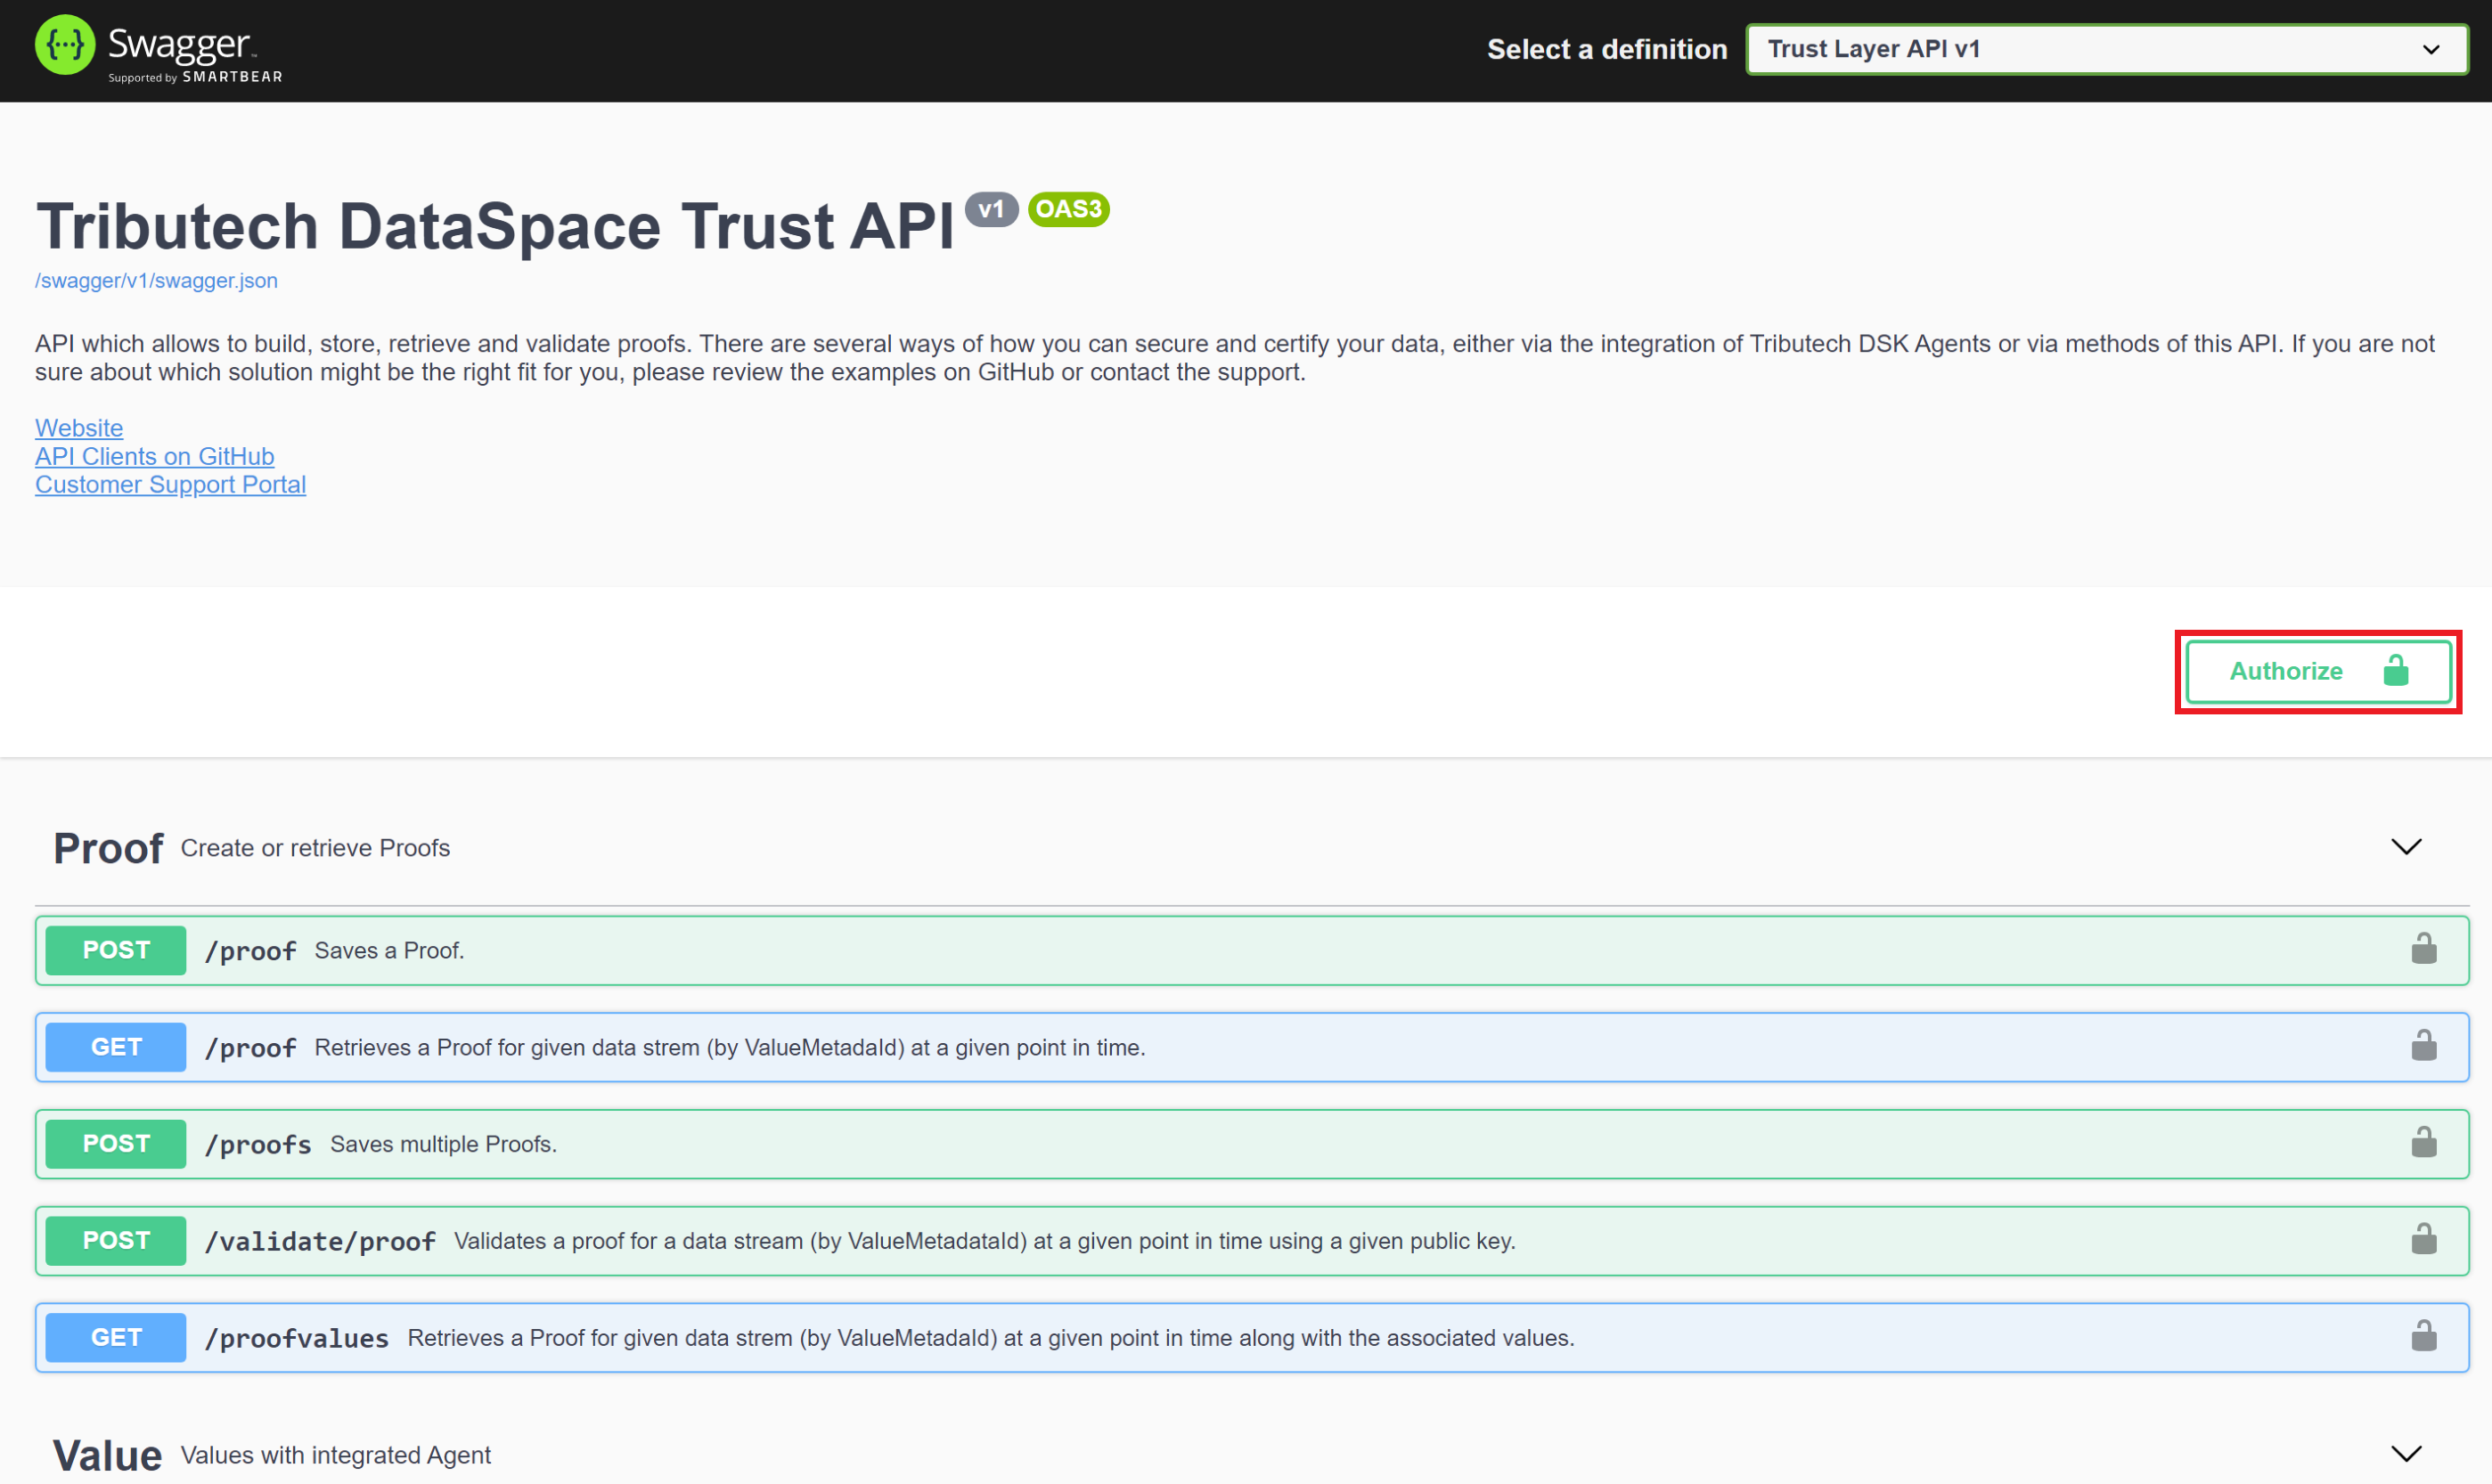 Swagger™
Supported by SMARTBEAR
Select a definition
Trust Layer API v1
Tributech DataSpace Trust API v1 OAS3
/swagger/v1/swagger.json
API which allows to build, store, retrieve and validate proofs. There are several ways of how you can secure and certify your data, either via the integration of Tributech DSK Agents or via methods of this API. If you are not
sure about which solution might be the right fit for you, please review the examples on GitHub or contact the support.
Website
API Clients on GitHub
Customer Support Portal
Authorize
Proof Create or retrieve Proofs
POST /proof Saves a Proof.
GET /proof Retrieves a Proof for given data strem (by ValueMetadaId) at a given point in time.
POST /proofs Saves multiple Proofs.
POST /validate/proof Validates a proof for a data stream (by ValueMetadataId) at a given point in time using a given public key.
GET /proofvalues Retrieves a Proof for given data strem (by ValueMetadaId) at a given point in time along with the associated values.
Value Values with integrated Agent